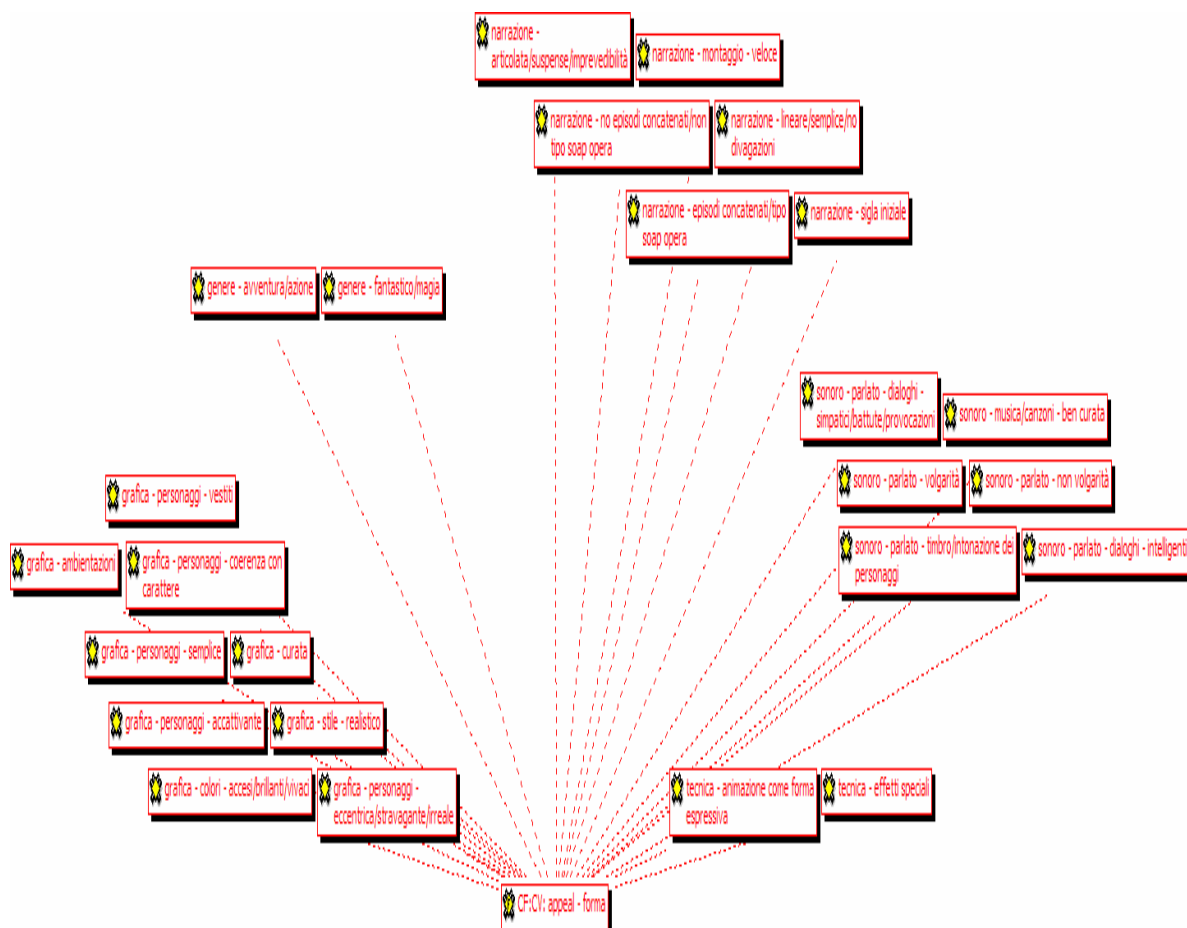 narrazione -
articolata/suspense/imprevedibilità
narrazione - montaggio - veloce
narrazione - no episodi concatenati/non
tipo soap opera
narrazione - lineare/semplice/no
divagazioni
narrazione - episodi concatenati/tipo
soap opera
narrazione - sigla iniziale
genere - avventura/azione
genere - fantastico/magia
sonoro - parlato - dialoghi -
simpatici/battute/provocazioni
sonoro - musica/canzoni - ben curata
sonoro - parlato - volgarità
sonoro - parlato - non volgarità
sonoro - parlato - timbro/intonazione dei
personaggi
sonoro - parlato - dialoghi - intelligenti
grafica - personaggi - vestiti
grafica - ambientazioni
grafica - personaggi - coerenza con
carattere
grafica - personaggi - semplice
grafica - curata
grafica - personaggi - accattivante
grafica - stile - realistico
grafica - colori - accesi/brillanti/vivaci
grafica - personaggi -
eccentrica/stravagante/irreale
tecnica - animazione come forma
espressiva
tecnica - effetti speciali
CF:CV: appeal - forma